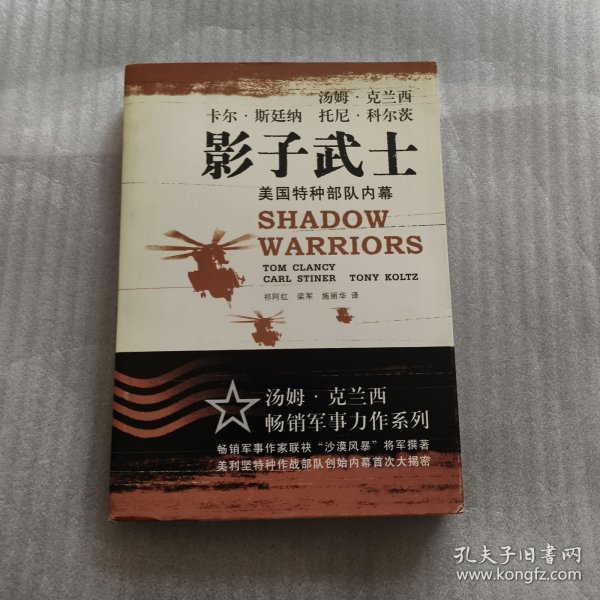 汤姆·克兰西
卡尔·斯廷纳 托尼·科尔茨
影子武士
美国特种部队内幕
SHADOW
WARRIORS
TOM CLANCY
CARL STINER TONY KOLTZ
祁阿红 梁军 施丽华 译
汤姆·克兰西
畅销军事力作系列
畅销军事作家联袂“沙漠风暴”将军撰著
美利坚特种作战部队创始内幕首次大揭密
孔夫子旧书网
www.kongfz.com